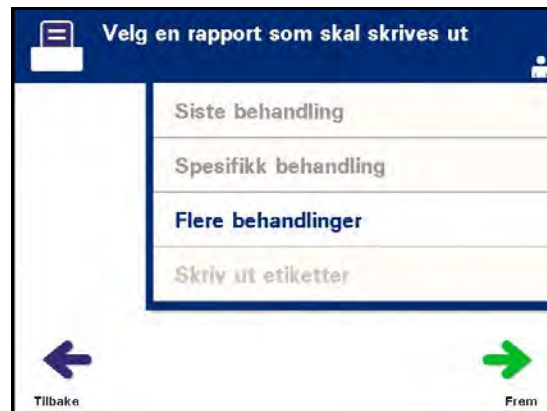 Velg en rapport som skal skrives ut
Siste behandling
Spesifikk behandling
Flere behandlinger
Skriv ut etiketter
Tilbake
Frem